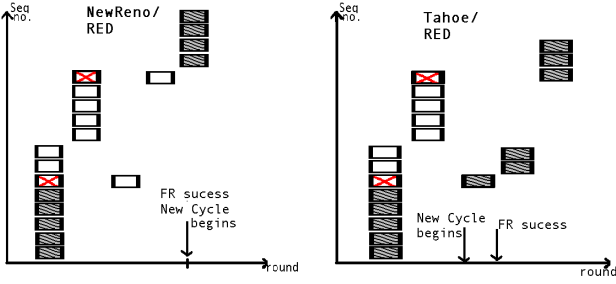 Seq
no.
NewReno/
RED
FR sucess
New Cycle
begins
round
Seq
no.
Tahoe/
RED
New Cycle
begins
FR sucess
round